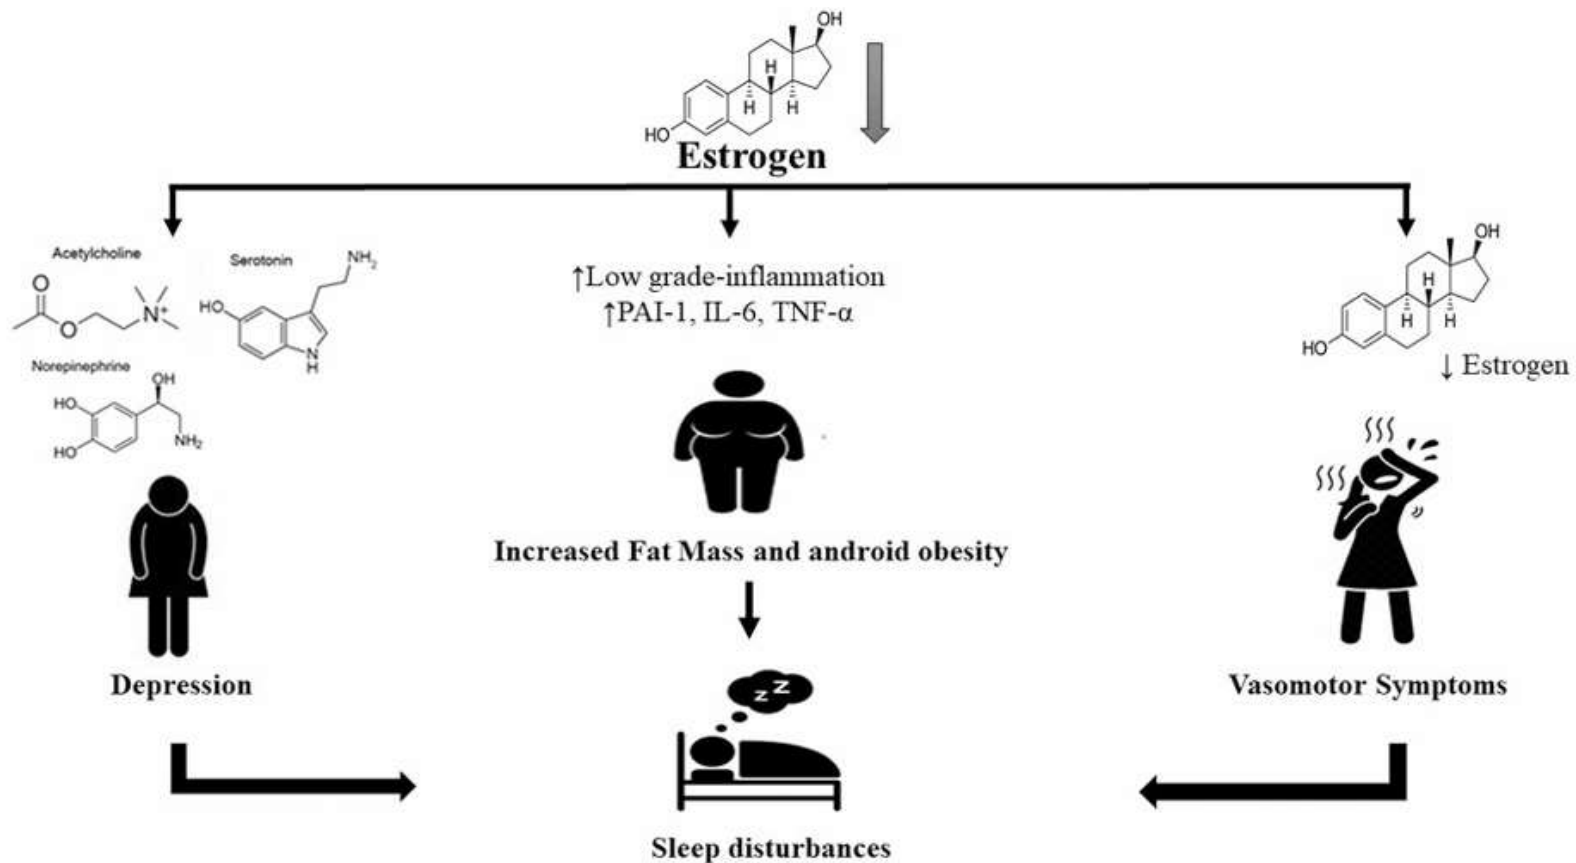 OH
H
H
H
HO
Estrogen
Acetylcholine
O
O
N+
Serotonin
NH2
HO
N
H
Norepinephrine
OH
HO
HO
NH2
↑Low grade-inflammation
↑PAI-1, IL-6, TNF-α
OH
H
H
H
HO
↓ Estrogen
Increased Fat Mass and android obesity
Depression
Vasomotor Symptoms
z Z
Sleep disturbances